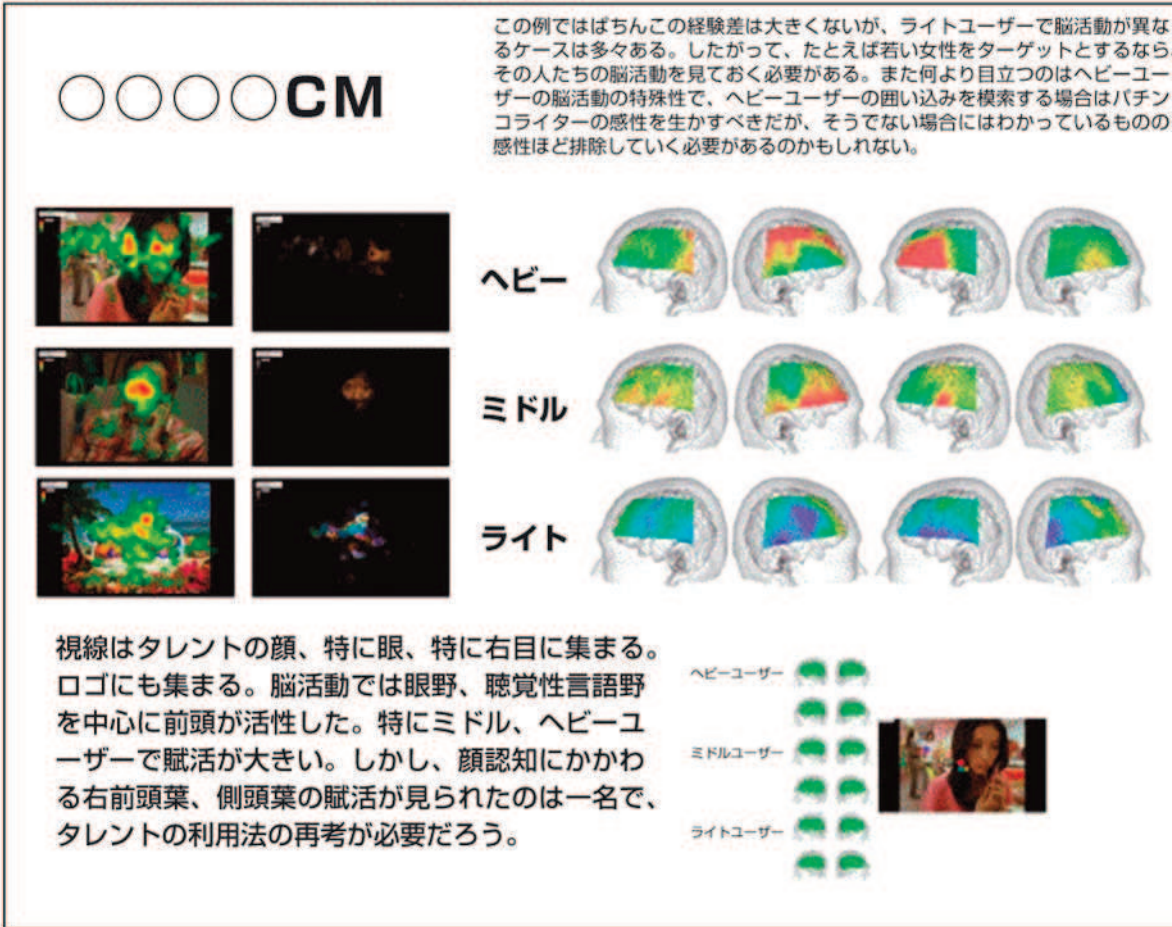 ○○○○CM
この例ではぱちんこの経験差は大きくないが、ライトユーザーで脳活動が異な
るケースは多々ある。したがって、たとえば若い女性をターゲットとするなら、
その人たちの脳活動を見ておく必要がある。また何より目立つのはヘビーユー
ザーの脳活動の特殊性で、ヘビーユーザーの囲い込みを模索する場合はパチン
コライターの感性を生かすべきだが、そうでない場合にはわかっているものの
感性ほど排除していく必要があるのかもしれない。
ヘビー
ミドル
ライト
視線はタレントの顔、特に眼、特に右目に集まる。
ロゴにも集まる。脳活動では眼野、聴覚性言語野
を中心に前頭が活性した。特にミドル、ヘビーユ
ーザーで賦活が大きい。しかし、顔認知にかかわ
る右前頭葉、側頭葉の賦活が見られたのは一名で、
タレントの利用法の再考が必要だろう。
ヘビーユーザー
ミドルユーザー
ライトユーザー